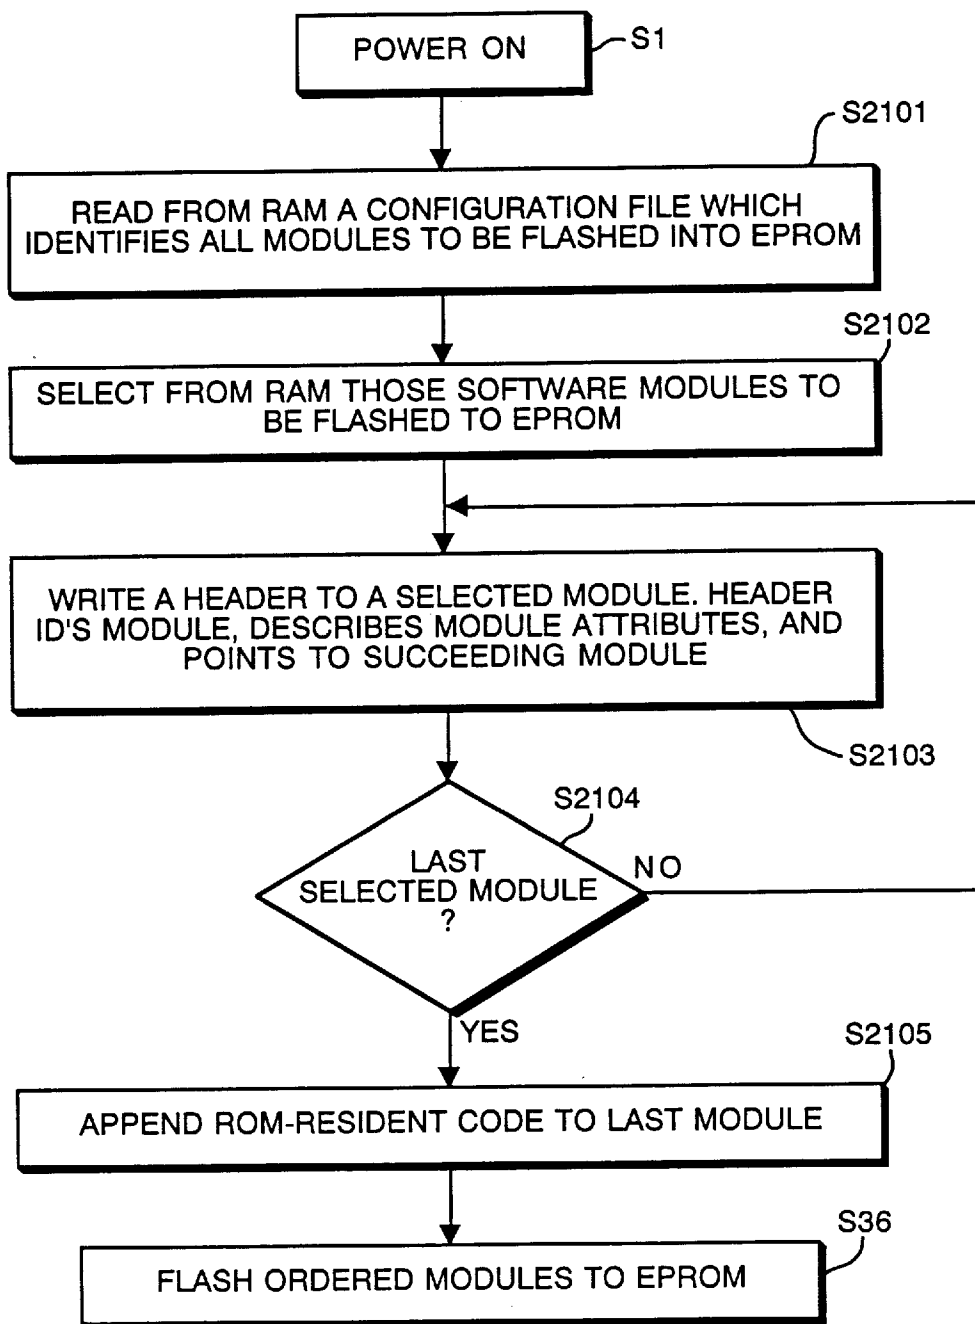 POWER ON
S1
S2101
READ FROM RAM A CONFIGURATION FILE WHICH
IDENTIFIES ALL MODULES TO BE FLASHED INTO EPROM
S2102
SELECT FROM RAM THOSE SOFTWARE MODULES TO
BE FLASHED TO EPROM
WRITE A HEADER TO A SELECTED MODULE. HEADER
ID'S MODULE, DESCRIBES MODULE ATTRIBUTES, AND
POINTS TO SUCCEEDING MODULE
S2103
S2104
LAST
SELECTED MODULE
?
NO
YES
S2105
APPEND ROM-RESIDENT CODE TO LAST MODULE
S36
FLASH ORDERED MODULES TO EPROM